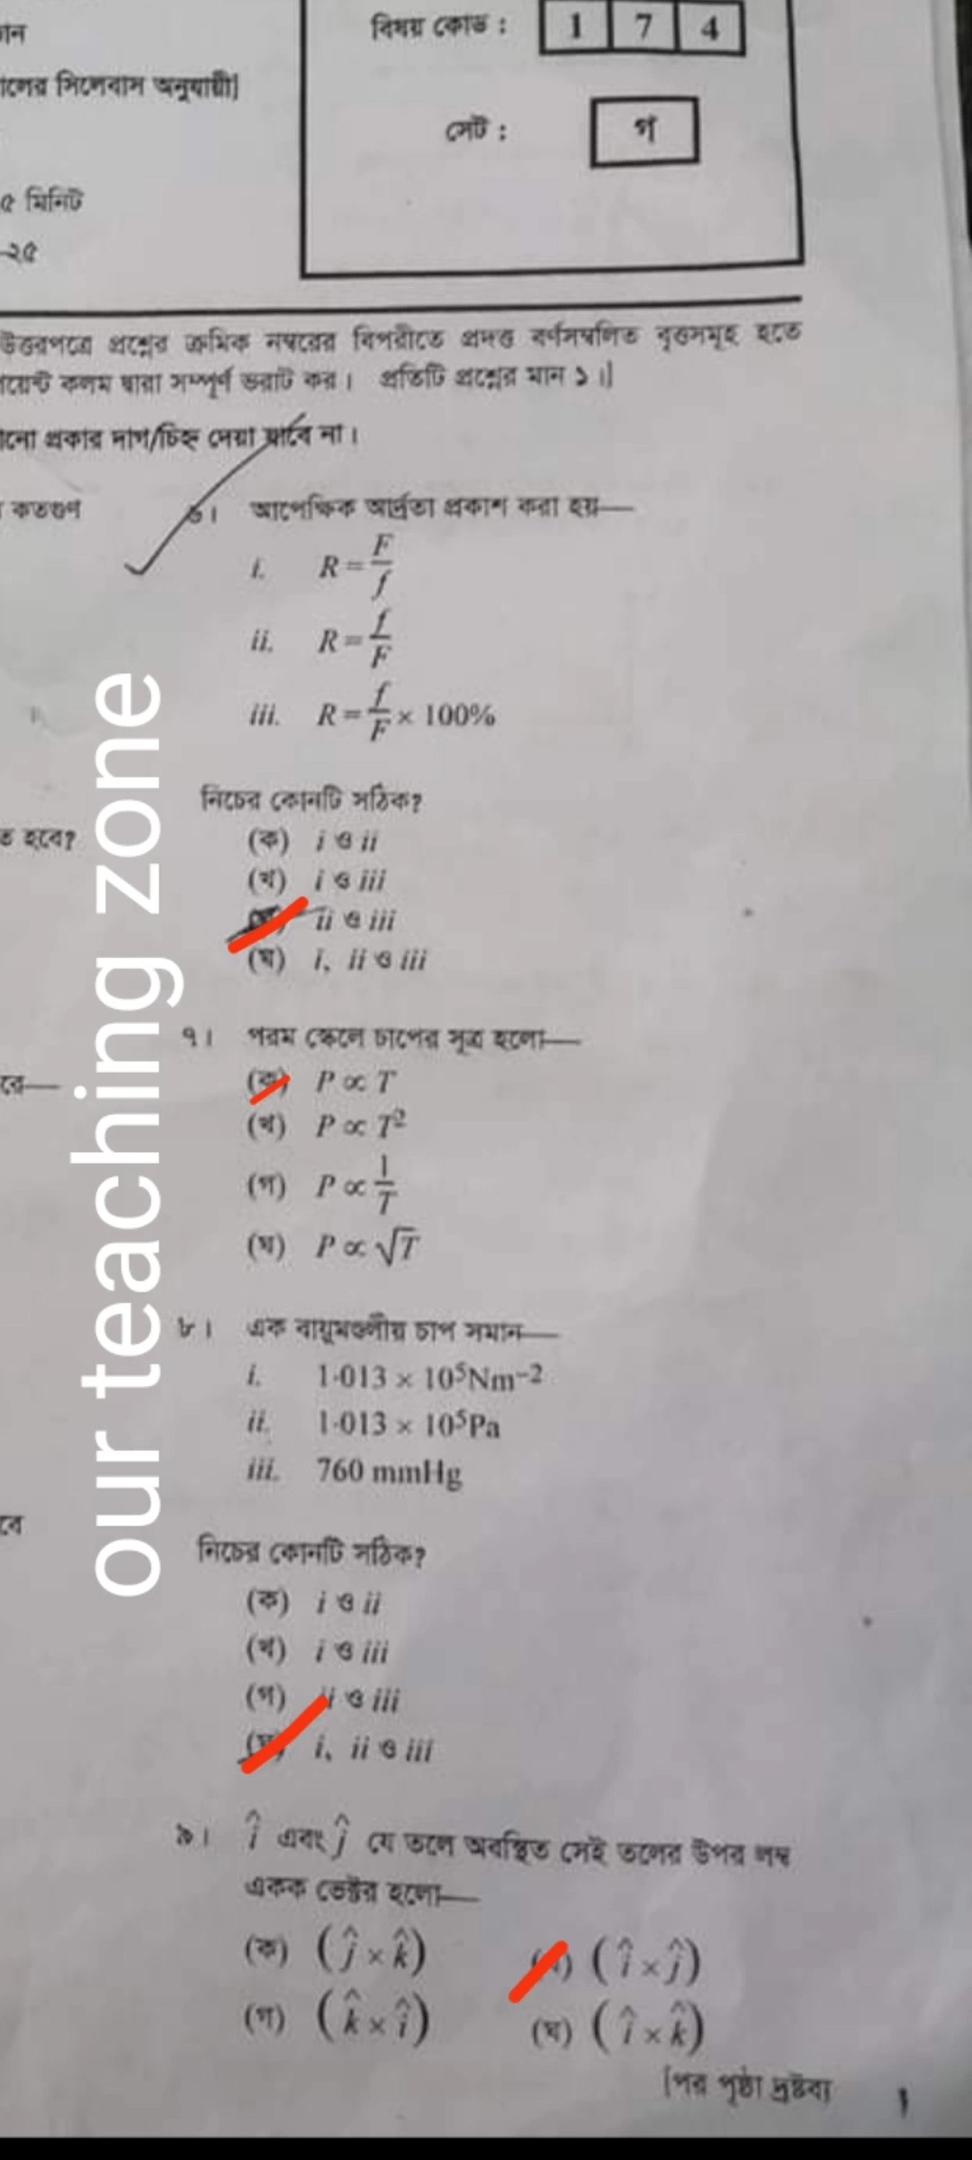 বিষয় কোড : 1 7 4
লের সিলেবাস অনুযায়ী]
সেট : গ
৫ মিনিট
–২৫
উত্তরপত্রে প্রশ্নের ক্রমিক নম্বরের বিপরীতে প্রদত্ত বর্ণসম্বলিত বৃত্তসমূহ হতে
য়েন্ট কলম দ্বারা সম্পূর্ণ ভরাট কর। প্রতিটি প্রশ্নের মান ১।]
নো প্রকার দাগ/চিহ্ন দেয়া যাবে না।
কতগুণ
৬। আপেক্ষিক আর্দ্রতা প্রকাশ করা হয়—
i. R = F/f
ii. R = f/F
iii. R = f/F × 100%
নিচের কোনটি সঠিক?
ত হবে?
(ক) i ও ii
(খ) i ও iii
(গ) ii ও iii
(ঘ) i, ii ও iii
৭। পরম স্কেলে চাপের সূত্র হলো—
রে—
(ক) P ∝ T
(খ) P ∝ T²
(গ) P ∝ 1/T
(ঘ) P ∝ √T
৮। এক বায়ুমণ্ডলীয় চাপ সমান—
i. 1·013 × 10⁵Nm⁻²
ii. 1·013 × 10⁵Pa
iii. 760 mmHg
নিচের কোনটি সঠিক?
(ক) i ও ii
(খ) i ও iii
(গ) ii ও iii
(ঘ) i, ii ও iii
৯। î এবং ĵ যে তলে অবস্থিত সেই তলের উপর লম্ব
একক ভেক্টর হলো—
(ক) (ĵ × k̂) (খ) (î × ĵ)
(গ) (k̂ × î) (ঘ) (î × k̂)
[পর পৃষ্ঠা দ্রষ্টব্য
our teaching zone